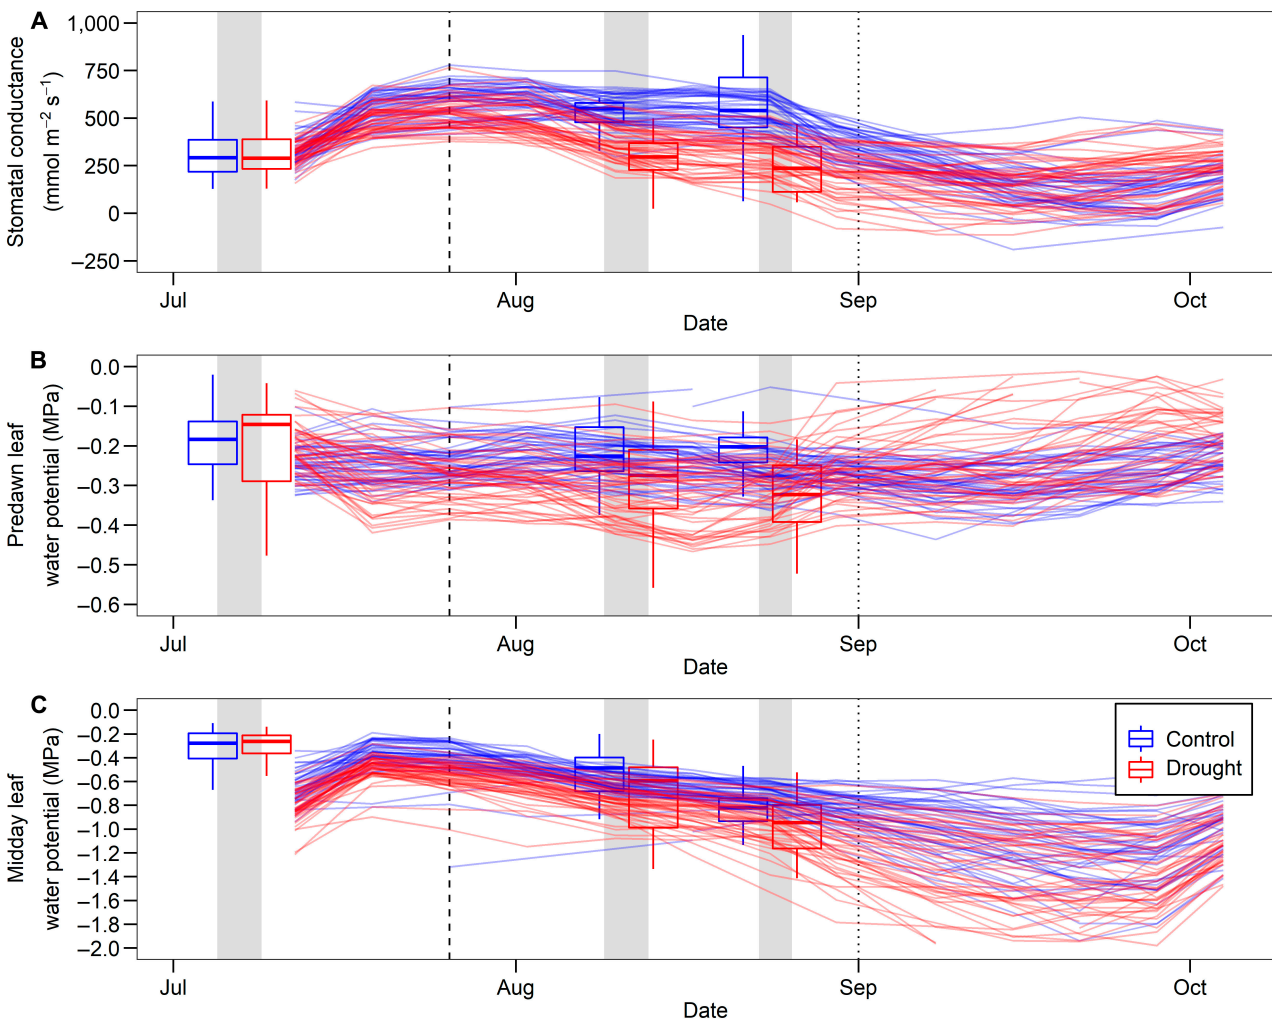 A
Stomatal conductance
(mmol m⁻² s⁻¹)
1,000
750
500
250
0
–250
Jul
Aug
Sep
Oct
Date
B
Predawn leaf
water potential (MPa)
0.0
–0.1
–0.2
–0.3
–0.4
–0.5
–0.6
Jul
Aug
Sep
Oct
Date
C
Midday leaf
water potential (MPa)
0.0
–0.2
–0.4
–0.6
–0.8
–1.0
–1.2
–1.4
–1.6
–1.8
–2.0
Control
Drought
Jul
Aug
Sep
Oct
Date